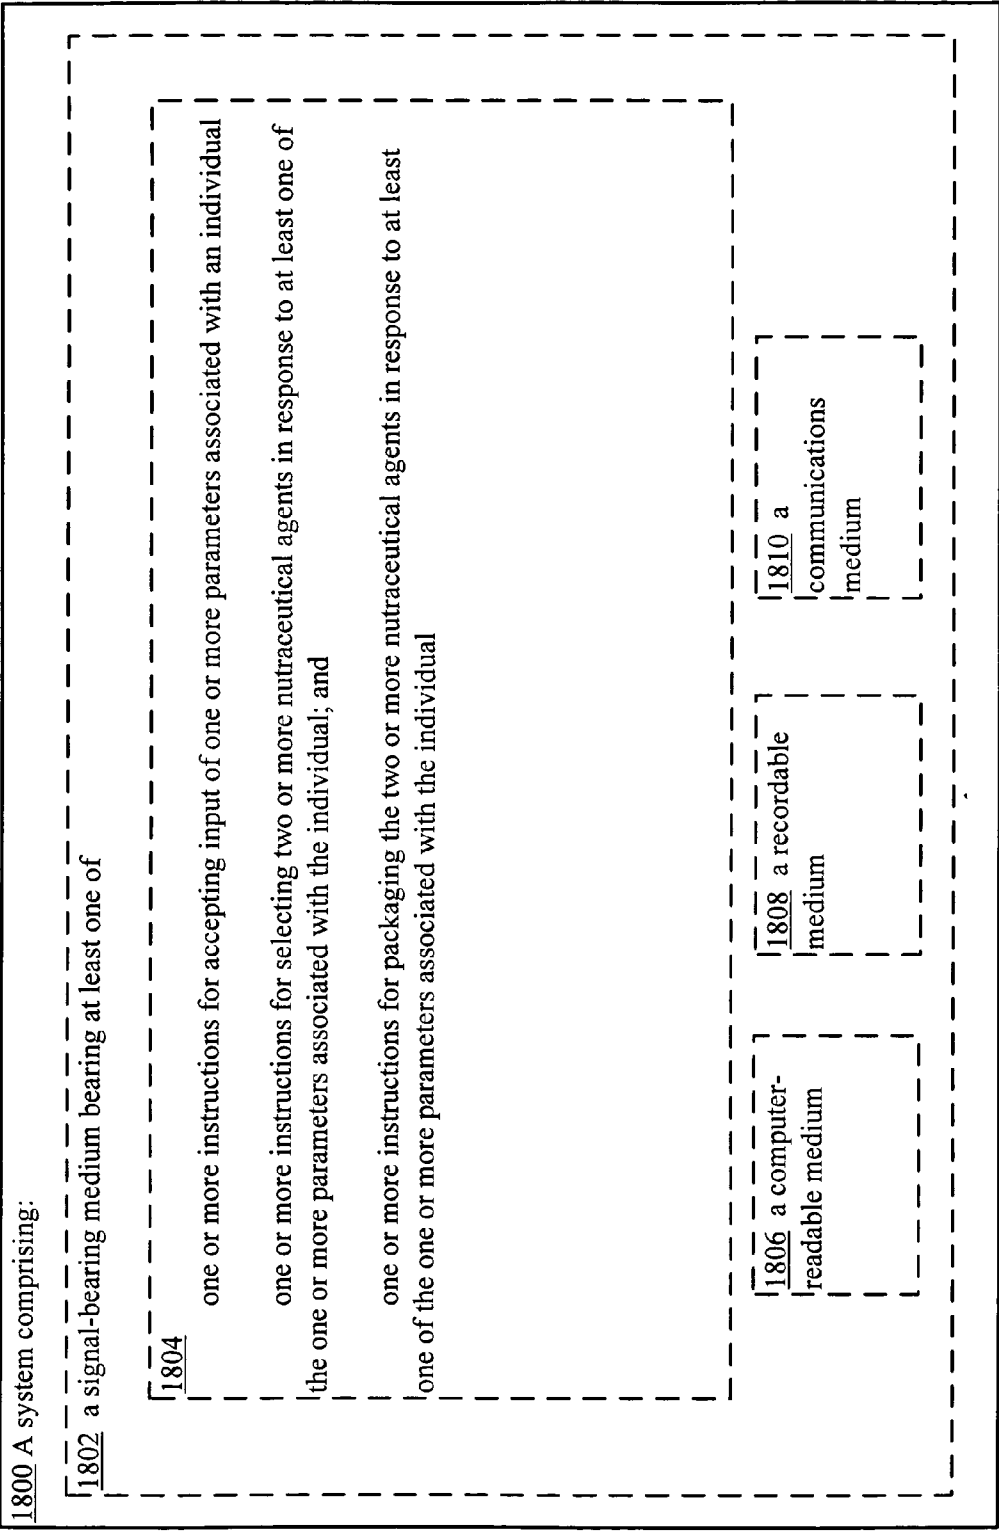 1800 A system comprising:
1802 a signal-bearing medium bearing at least one of
1804
one or more instructions for accepting input of one or more parameters associated with an individual
one or more instructions for selecting two or more nutraceutical agents in response to at least one of
the one or more parameters associated with the individual; and
one or more instructions for packaging the two or more nutraceutical agents in response to at least
one of the one or more parameters associated with the individual
1806 a computer-
readable medium
1808 a recordable
medium
1810 a
communications
medium